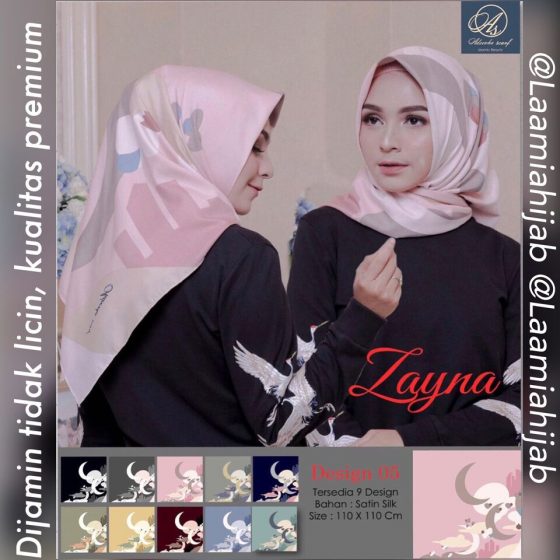 Dijamin tidak licin, kualitas premium
As
@Laamiahijab @Laamiahijab
Zayna
Design 05
Tersedia 9 Design
Bahan : Satin Silk
Size : 110 X 110 Cm